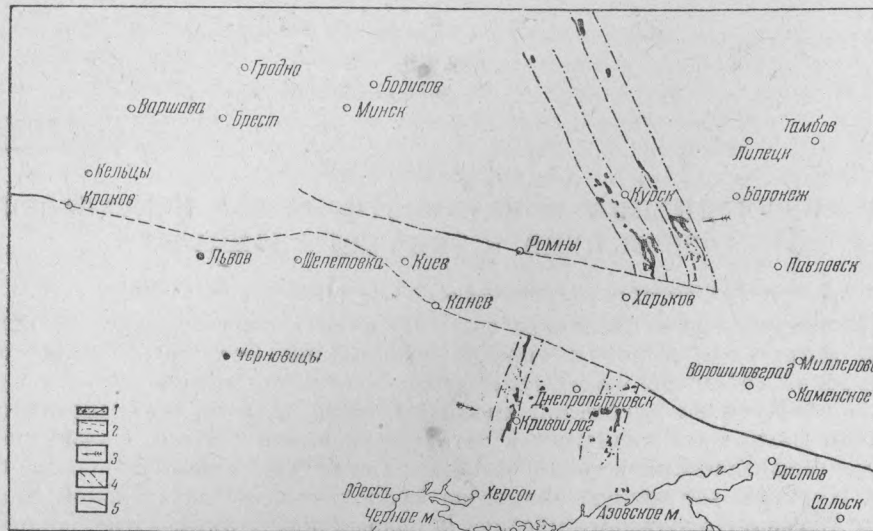 Гродно
Борисов
Варшава
Брест
Минск
Тамбов
Липецк
Кельцы
Краков
Курск
Воронеж
Ромны
Львов
Шепетовка
Киев
Павловск
Канев
Харьков
Черновицы
Ворошиловград
Миллерово
Каменское
Днепропетровск
Кривой рог
1
2
3
4
5
Ростов
Одесса
Херсон
Черное м.
Азовское м.
Сальск